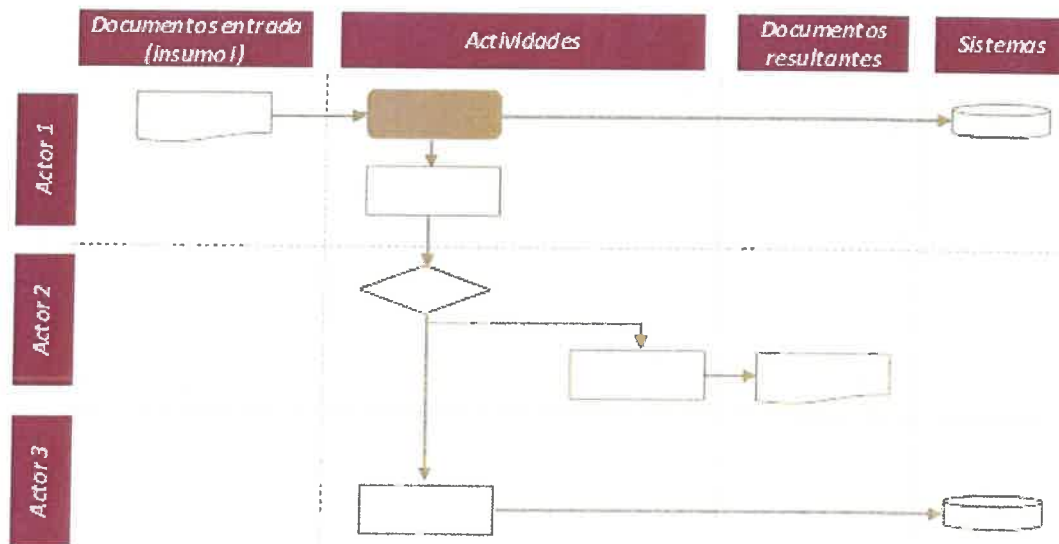 Documentos entrada
(insumo I)
Actividades
Documentos
resultantes
Sistemas
Actor 1
Actor 2
Actor 3